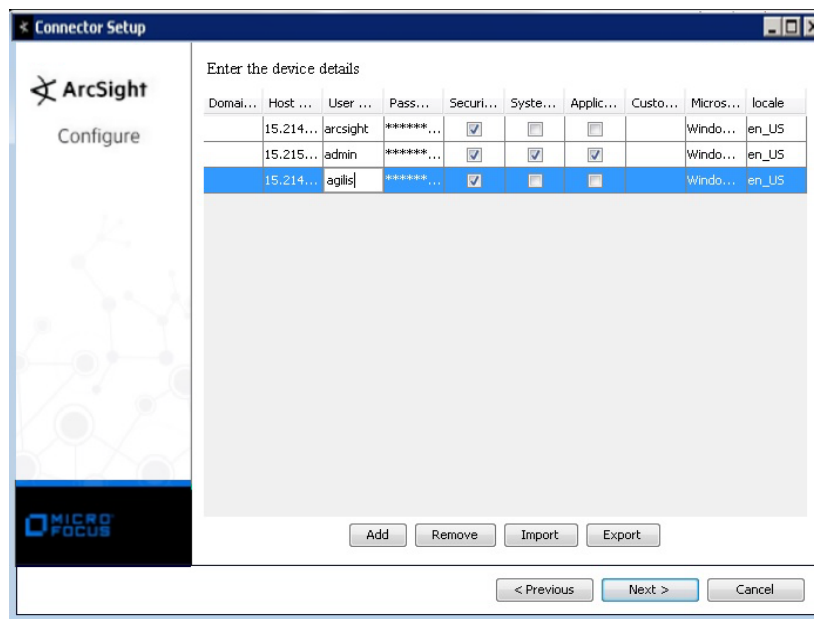 Connector Setup
ArcSight
Configure
Enter the device details
Domai... Host ... User ... Pass... Securi... Syste... Applic... Custo... Micros... locale
15.214... arcsight ******... Windo... en_US
15.215... admin ******... Windo... en_US
15.214... agilis ******... Windo... en_US
MICRO
FOCUS
Add Remove Import Export
< Previous Next > Cancel